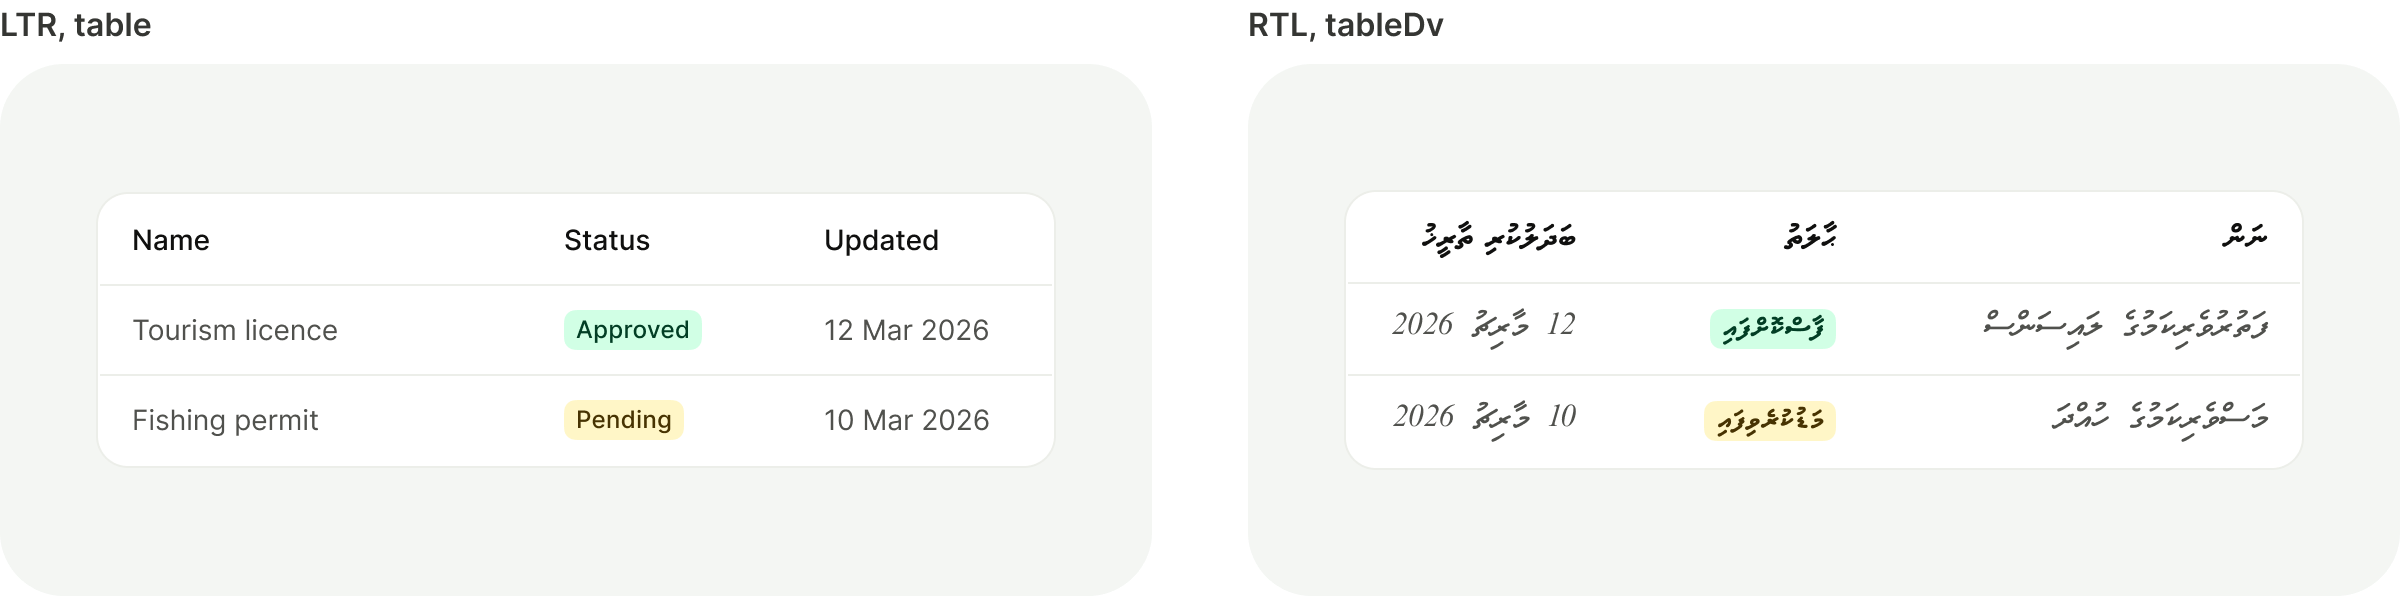 LTR, table
Name Status Updated
Tourism licence Approved 12 Mar 2026
Fishing permit Pending 10 Mar 2026
RTL, tableDv
ނަން ޙާލަތު ބަދަލުކުރި ތާރީޚު
ފަތުރުވެރިކަމުގެ ލައިސަންސް ފާސްކޮށްފައި 12 މާރިޗު 2026
މަސްވެރިކަމުގެ ހުއްދަ މަޑުކުރެވިފައި 10 މާރިޗު 2026